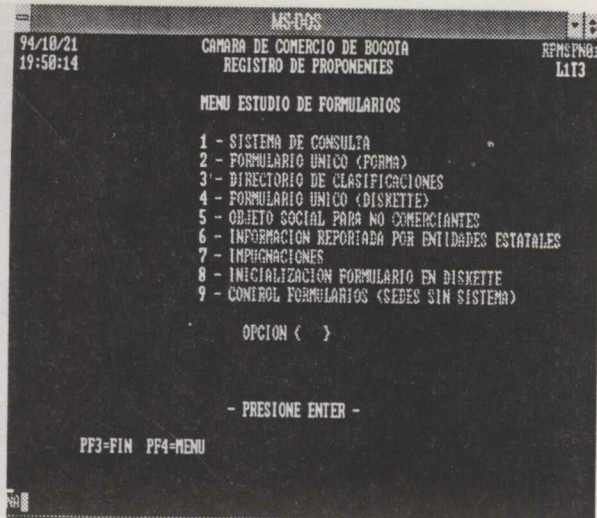 MS-DOS
94/10/21 CAMARA DE COMERCIO DE BOGOTA RPMSPN01
19:50:14 REGISTRO DE PROPONENTES L1T3
MENU ESTUDIO DE FORMULARIOS
1 - SISTEMA DE CONSULTA
2 - FORMULARIO UNICO (FORMA)
3 - DIRECTORIO DE CLASIFICACIONES
4 - FORMULARIO UNICO (DISKETTE)
5 - OBJETO SOCIAL PARA NO COMERCIANTES
6 - INFORMACION REPORTADA POR ENTIDADES ESTATALES
7 - IMPUGNACIONES
8 - INICIALIZACION FORMULARIO EN DISKETTE
9 - CONTROL FORMULARIOS (SEDES SIN SISTEMA)
OPCION ( )
- PRESIONE ENTER -
PF3=FIN PF4=MENU